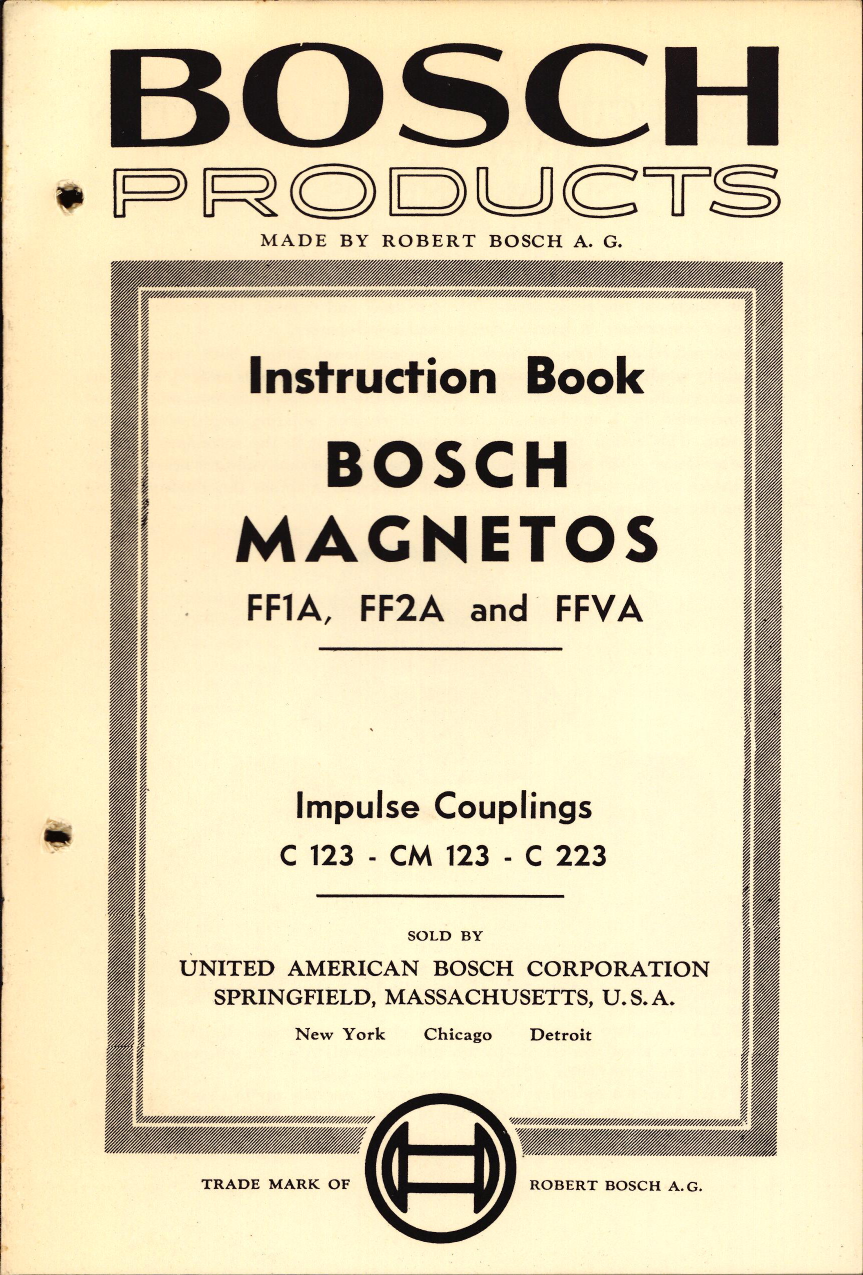 BOSCH
PRODUCTS
MADE BY ROBERT BOSCH A. G.
Instruction Book
BOSCH
MAGNETOS
FF1A, FF2A and FFVA
Impulse Couplings
C 123 - CM 123 - C 223
SOLD BY
UNITED AMERICAN BOSCH CORPORATION
SPRINGFIELD, MASSACHUSETTS, U.S.A.
New York Chicago Detroit
TRADE MARK OF ROBERT BOSCH A.G.